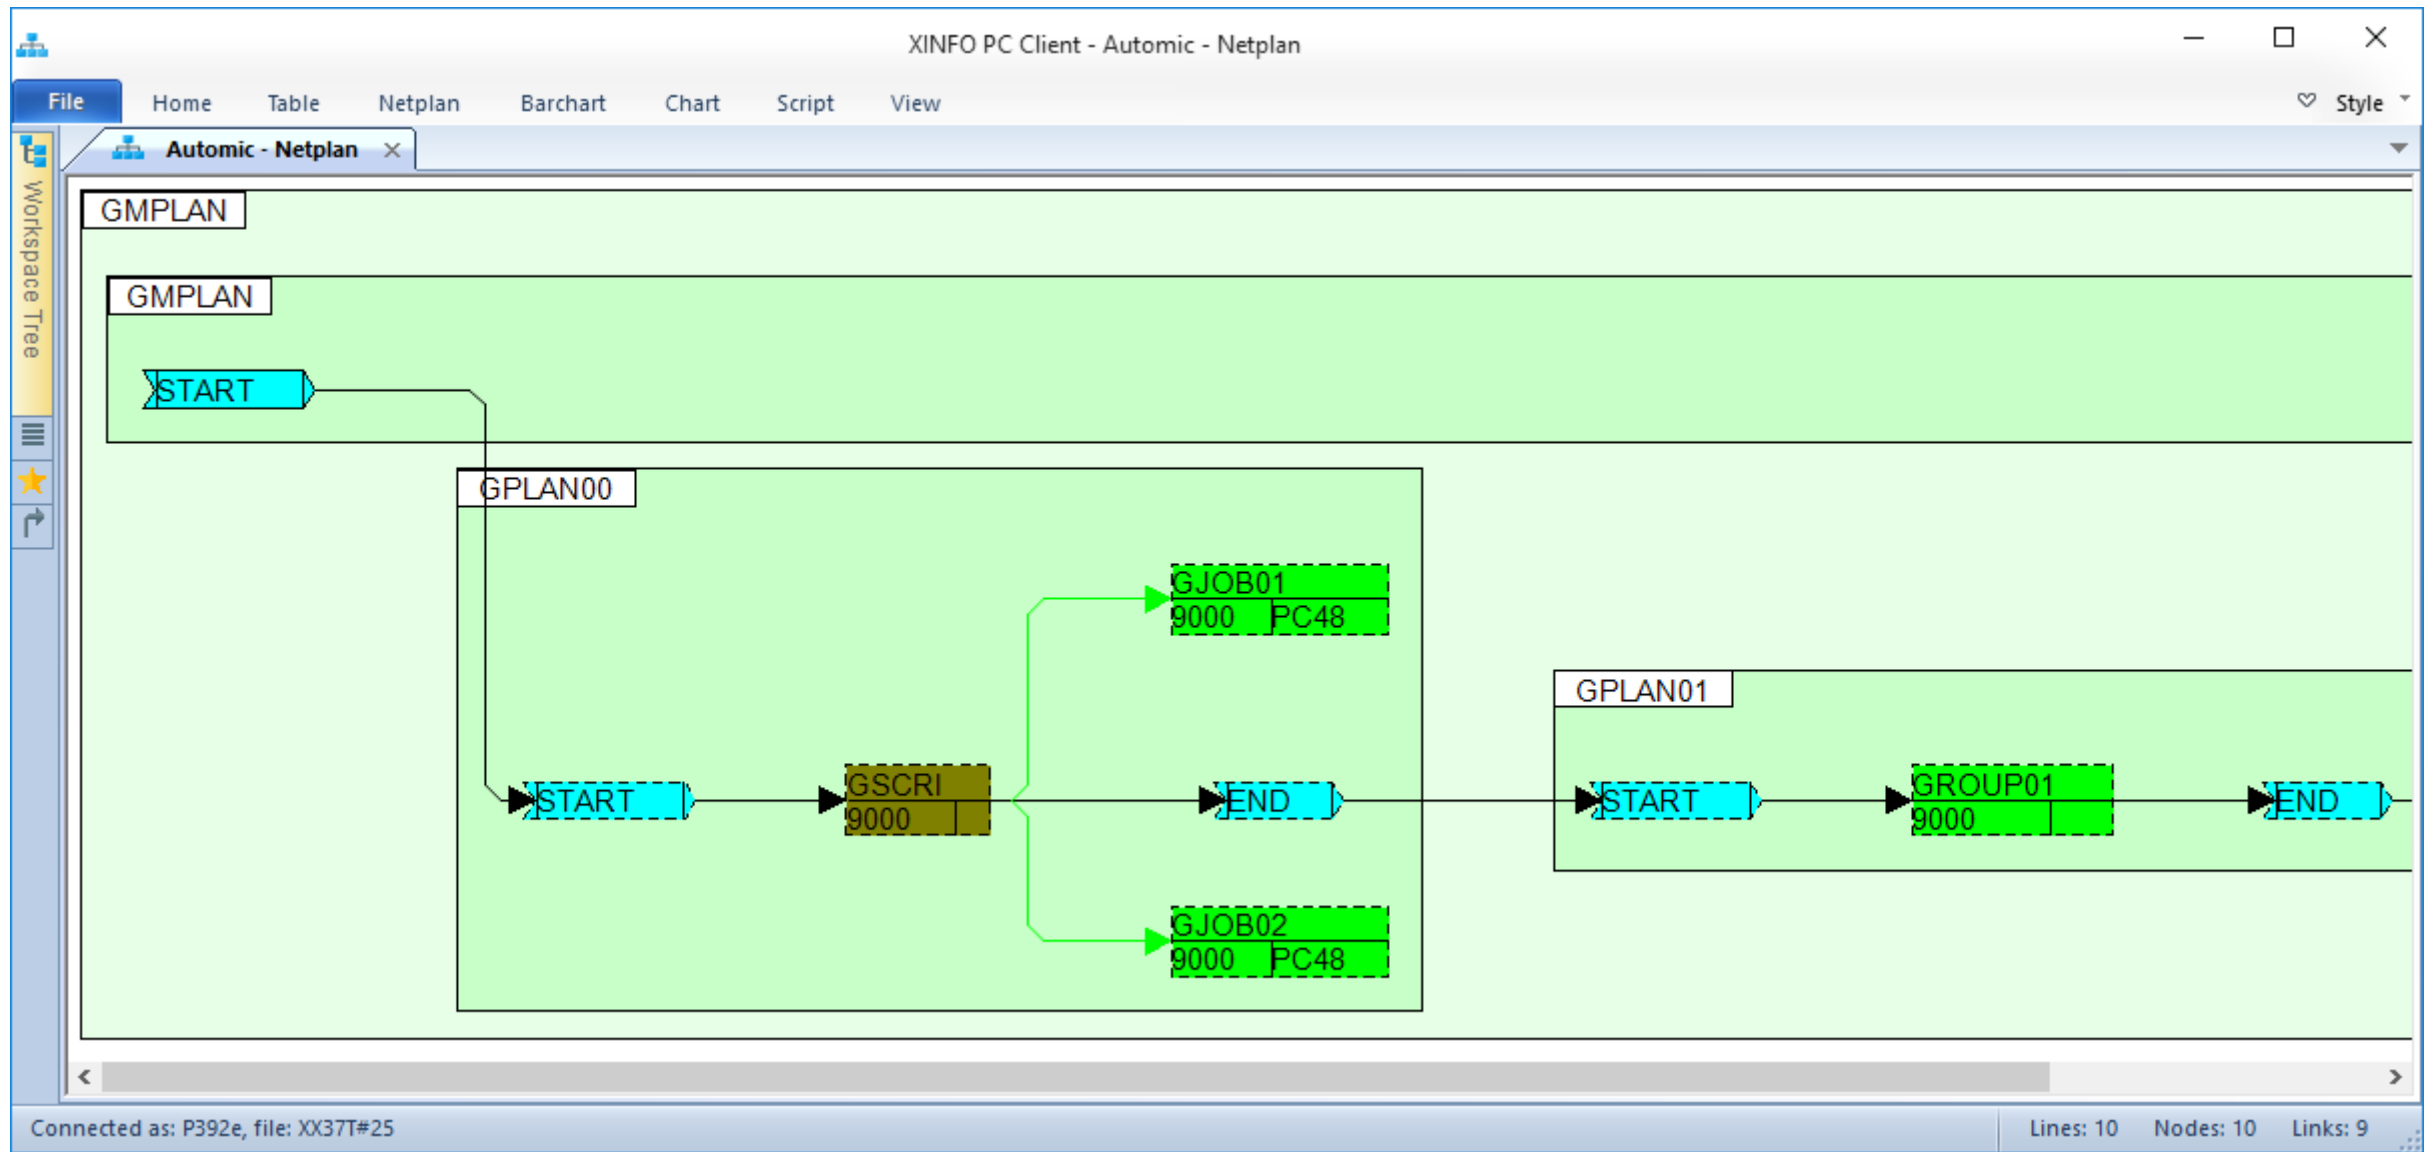 XINFO PC Client - Automic - Netplan
File Home Table Netplan Barchart Chart Script View Style
Automic - Netplan
Workspace Tree
GMPLAN
GMPLAN
START
GPLAN00
GJOB01
9000 PC48
GPLAN01
START GSCRI END START GROUP01 END
9000 9000
GJOB02
9000 PC48
Connected as: P392e, file: XX37T#25 Lines: 10 Nodes: 10 Links: 9